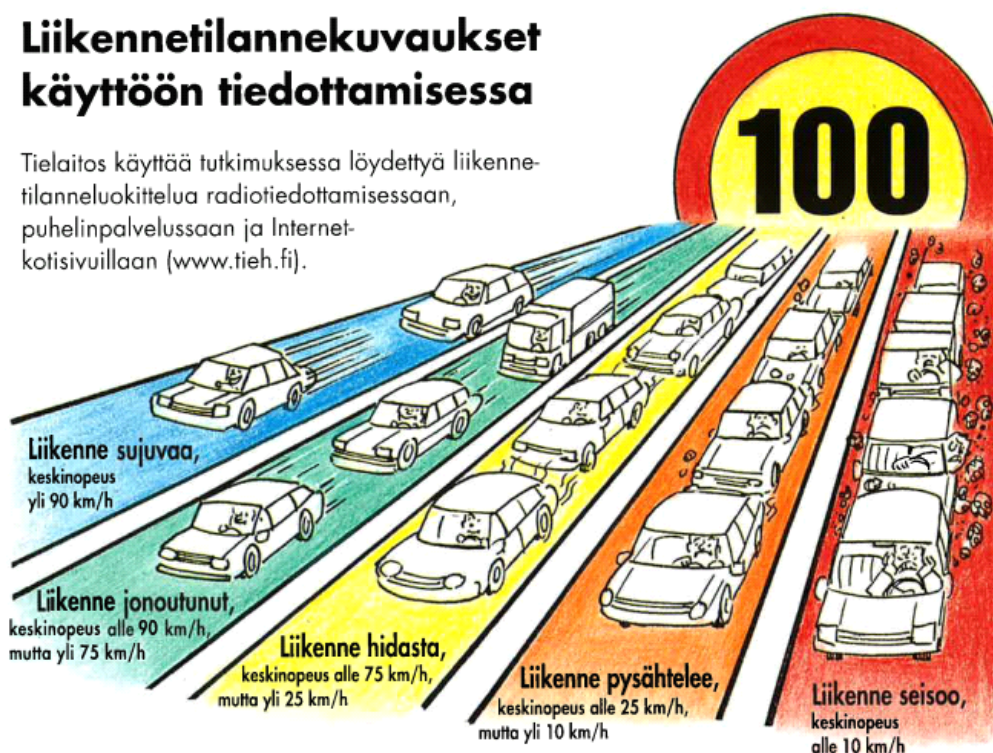 Liikennetilannekuvaukset
käyttöön tiedottamisessa
Tielaitos käyttää tutkimuksessa löydettyä liikenne-
tilanneluokittelua radiotiedottamisessaan,
puhelinpalvelussaan ja Internet-
kotisivuillaan (www.tieh.fi).
100
Liikenne sujuvaa,
keskinopeus
yli 90 km/h
Liikenne jonoutunut,
keskinopeus alle 90 km/h,
mutta yli 75 km/h
Liikenne hidasta,
keskinopeus alle 75 km/h,
mutta yli 25 km/h
Liikenne pysähtelee,
keskinopeus alle 25 km/h,
mutta yli 10 km/h
Liikenne seisoo,
keskinopeus
alle 10 km/h